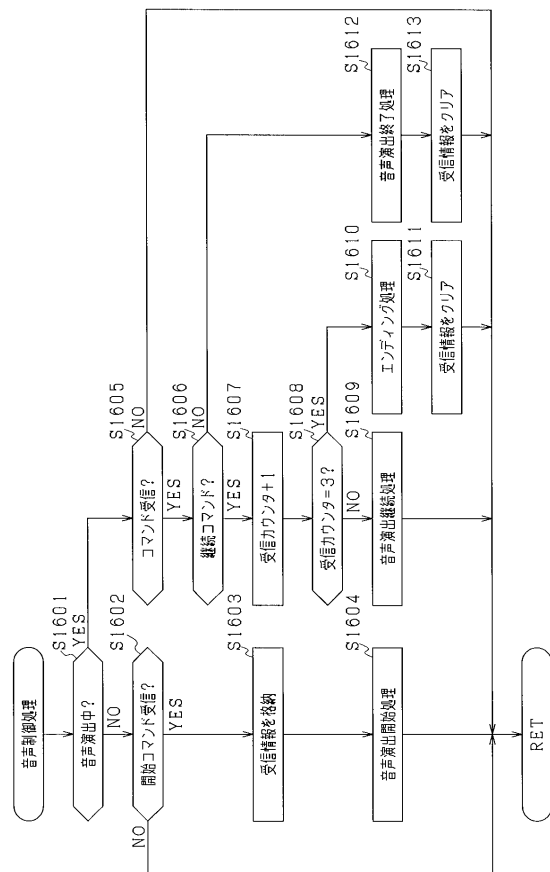 音声制御処理
S1601
音声演出中?
YES
NO
S1602
開始コマンド受信?
NO
YES
S1603
受信情報を格納
S1604
音声演出開始処理
S1605
コマンド受信?
NO
YES
S1606
継続コマンド?
NO
YES
S1607
受信カウンタ+1
S1608
受信カウンタ=3?
YES
NO
S1609
音声演出継続処理
S1610
エンディング処理
S1611
受信情報をクリア
S1612
音声演出終了処理
S1613
受信情報をクリア
RET